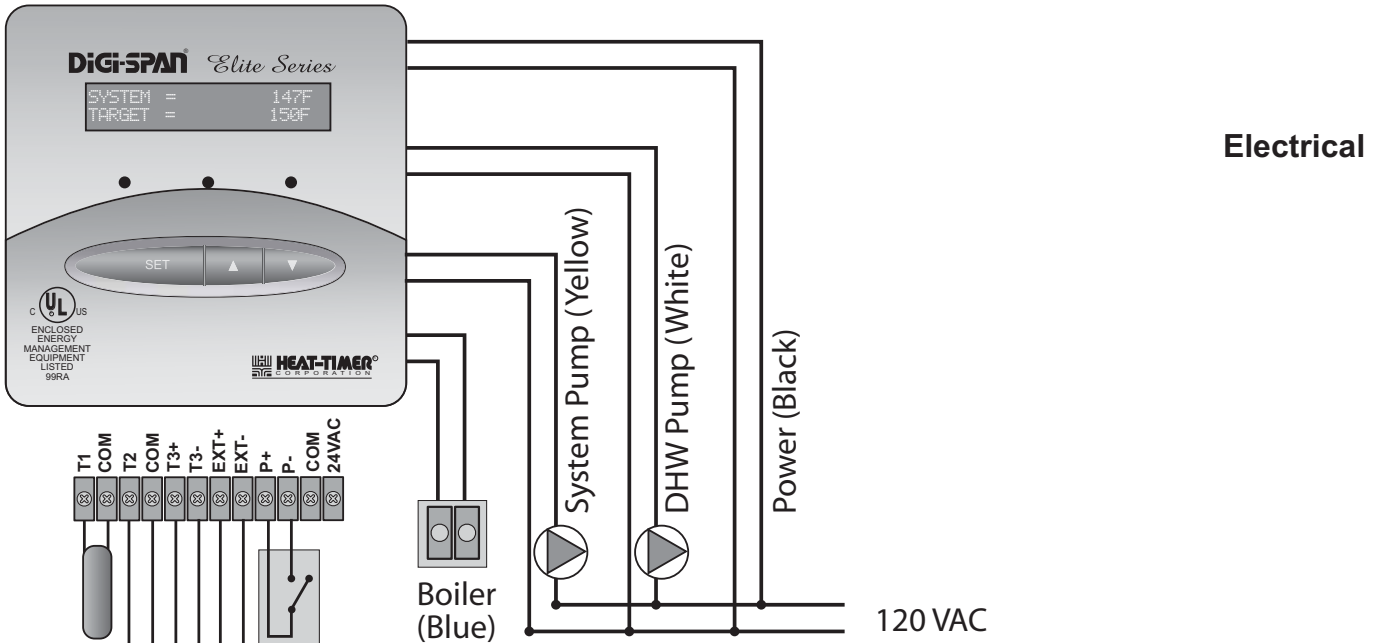 DiGi-SPAN® Elite Series
SYSTEM = 147F
TARGET = 150F
Electrical
SET ▲ ▼
C UL US
ENCLOSED
ENERGY
MANAGEMENT
EQUIPMENT
LISTED
99RA
HEAT-TIMER®
CORPORATION
System Pump (Yellow)
DHW Pump (White)
Power (Black)
T1
COM
T2
COM
T3+
T3-
EXT+
EXT-
P+
P-
COM
24VAC
Boiler
(Blue)
120 VAC